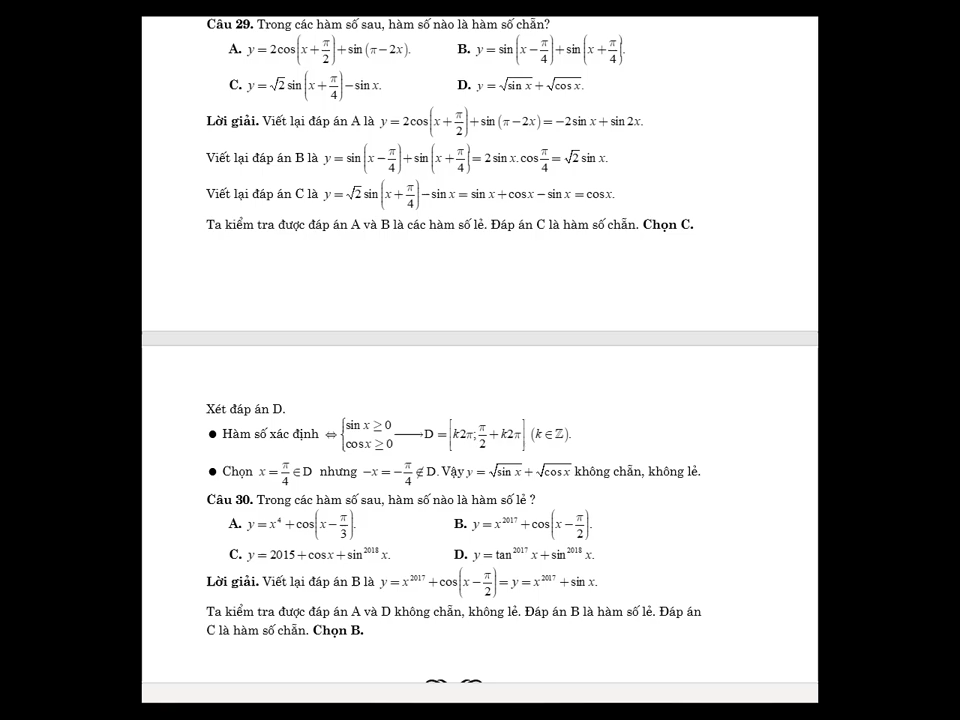 Câu 29. Trong các hàm số sau, hàm số nào là hàm số chẵn?
A. y = 2cos(x + π/2) + sin(π − 2x). B. y = sin(x − π/4) + sin(x + π/4).
C. y = √2 sin(x + π/4) − sin x. D. y = √sin x + √cos x.
Lời giải. Viết lại đáp án A là y = 2cos(x + π/2) + sin(π − 2x) = −2sin x + sin 2x.
Viết lại đáp án B là y = sin(x − π/4) + sin(x + π/4) = 2sin x.cos π/4 = √2 sin x.
Viết lại đáp án C là y = √2 sin(x + π/4) − sin x = sin x + cos x − sin x = cos x.
Ta kiểm tra được đáp án A và B là các hàm số lẻ. Đáp án C là hàm số chẵn. Chọn C.
Xét đáp án D.
● Hàm số xác định ⇔ {sin x ≥ 0, cos x ≥ 0 ⟶ D = [k2π; π/2 + k2π] (k ∈ ℤ).
● Chọn x = π/4 ∈ D nhưng −x = −π/4 ∉ D. Vậy y = √sin x + √cos x không chẵn, không lẻ.
Câu 30. Trong các hàm số sau, hàm số nào là hàm số lẻ ?
A. y = x⁴ + cos(x − π/3). B. y = x²⁰¹⁷ + cos(x − π/2).
C. y = 2015 + cos x + sin²⁰¹⁸ x. D. y = tan²⁰¹⁷ x + sin²⁰¹⁸ x.
Lời giải. Viết lại đáp án B là y = x²⁰¹⁷ + cos(x − π/2) = y = x²⁰¹⁷ + sin x.
Ta kiểm tra được đáp án A và D không chẵn, không lẻ. Đáp án B là hàm số lẻ. Đáp án
C là hàm số chẵn. Chọn B.